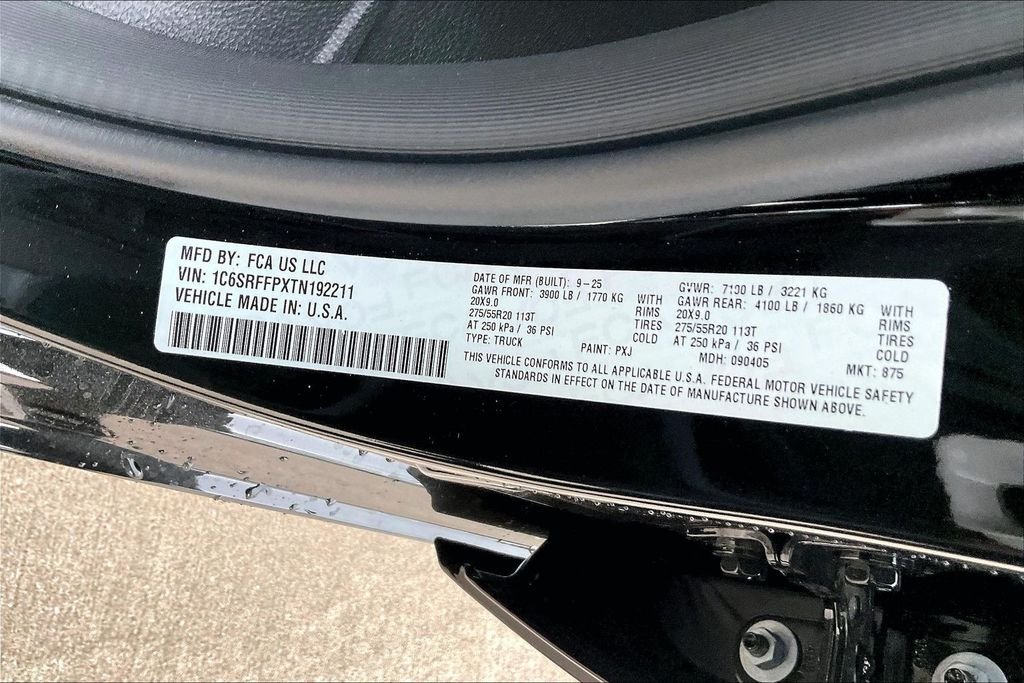 MFD BY: FCA US LLC
VIN: 1C6SRFFPXTN192211
VEHICLE MADE IN: U.S.A.
DATE OF MFR (BUILT): 9-25
GAWR FRONT: 3900 LB / 1770 KG WITH
20X9.0 RIMS
275/55R20 113T TIRES
AT 250 kPa / 36 PSI COLD
TYPE: TRUCK
PAINT: PXJ
GVWR: 7100 LB / 3221 KG
GAWR REAR: 4100 LB / 1860 KG WITH
20X9.0 RIMS
275/55R20 113T TIRES
AT 250 kPa / 36 PSI COLD
MDH: 090405
MKT: 875
THIS VEHICLE CONFORMS TO ALL APPLICABLE U.S.A. FEDERAL MOTOR VEHICLE SAFETY
STANDARDS IN EFFECT ON THE DATE OF MANUFACTURE SHOWN ABOVE.